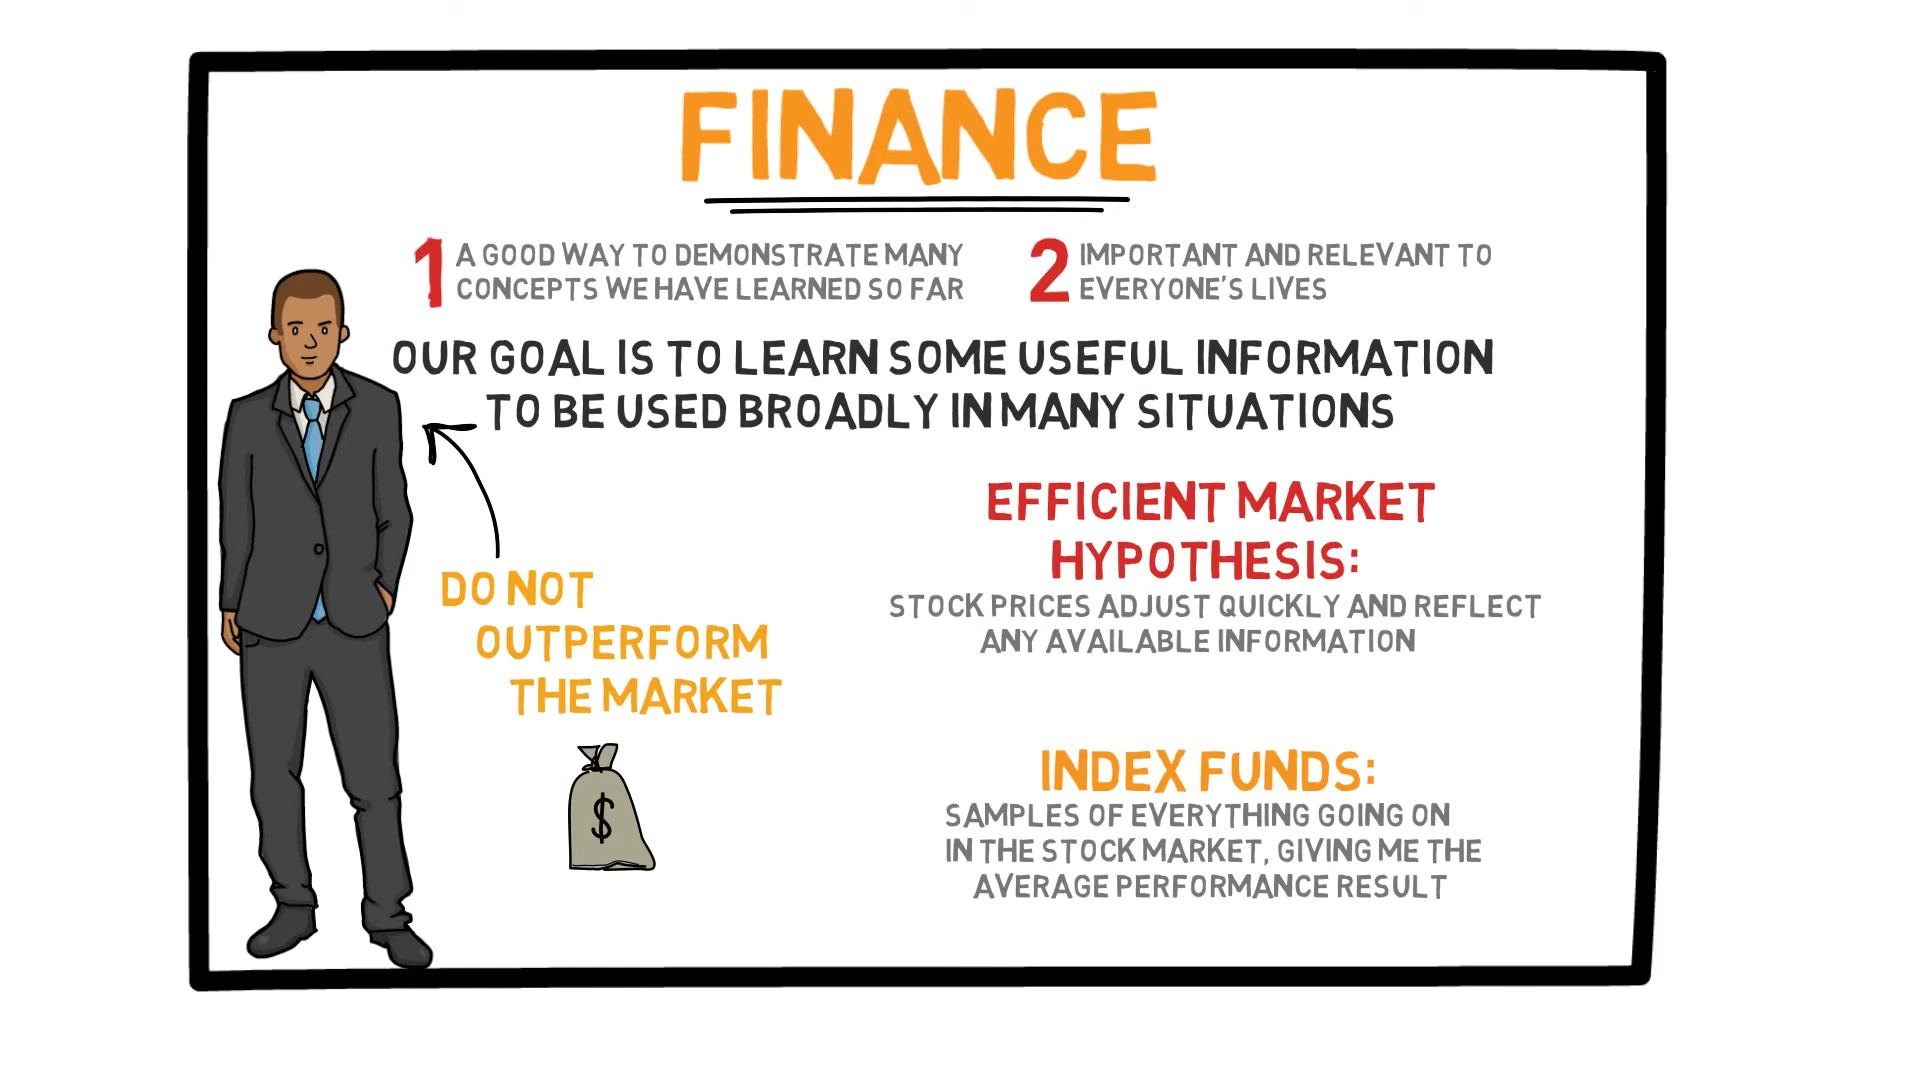 FINANCE
1 A GOOD WAY TO DEMONSTRATE MANY
CONCEPTS WE HAVE LEARNED SO FAR
2 IMPORTANT AND RELEVANT TO
EVERYONE'S LIVES
OUR GOAL IS TO LEARN SOME USEFUL INFORMATION
TO BE USED BROADLY IN MANY SITUATIONS
DO NOT
OUTPERFORM
THE MARKET
$
EFFICIENT MARKET
HYPOTHESIS:
STOCK PRICES ADJUST QUICKLY AND REFLECT
ANY AVAILABLE INFORMATION
INDEX FUNDS:
SAMPLES OF EVERYTHING GOING ON
IN THE STOCK MARKET, GIVING ME THE
AVERAGE PERFORMANCE RESULT